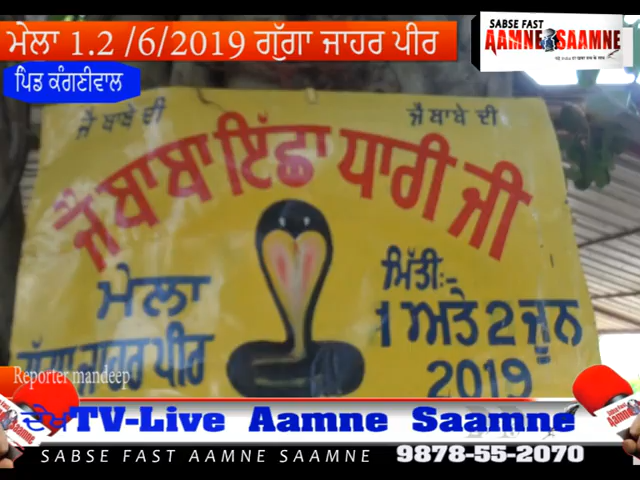 SABSE FAST
AAMNE SAAMNE
ਮੇਲਾ 1.2 /6/2019 ਗੁੱਗਾ ਜਾਹਰ ਪੀਰ
ਪਿੰਡ ਕੰਗਣੀਵਾਲ
ਜੈ ਬਾਬੇ ਦੀ
ਜੈ ਬਾਬੇ ਦੀ
ਜੈ ਬਾਬਾ ਇੱਛਾ ਧਾਰੀ ਜੀ
ਮੇਲਾ
ਗੁੱਗਾ ਜਾਹਰ ਪੀਰ
ਮਿੱਤੀ:-
1 ਅਤੇ 2 ਜੂਨ
2019
Reporter mandeep
ਦੇਖੋ TV-Live Aamne Saamne
SABSE FAST AAMNE SAAMNE 9878-55-2070